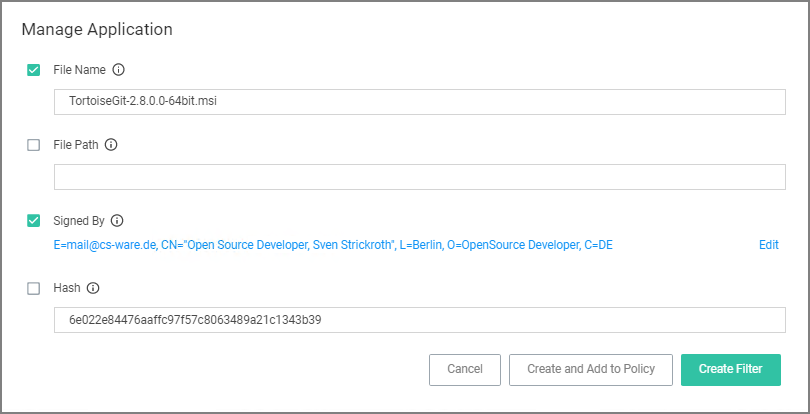 Manage Application
File Name
TortoiseGit-2.8.0.0-64bit.msi
File Path
Signed By
E=mail@cs-ware.de, CN="Open Source Developer, Sven Strickroth", L=Berlin, O=OpenSource Developer, C=DE
Edit
Hash
6e022e84476aaffc97f57c8063489a21c1343b39
Cancel
Create and Add to Policy
Create Filter